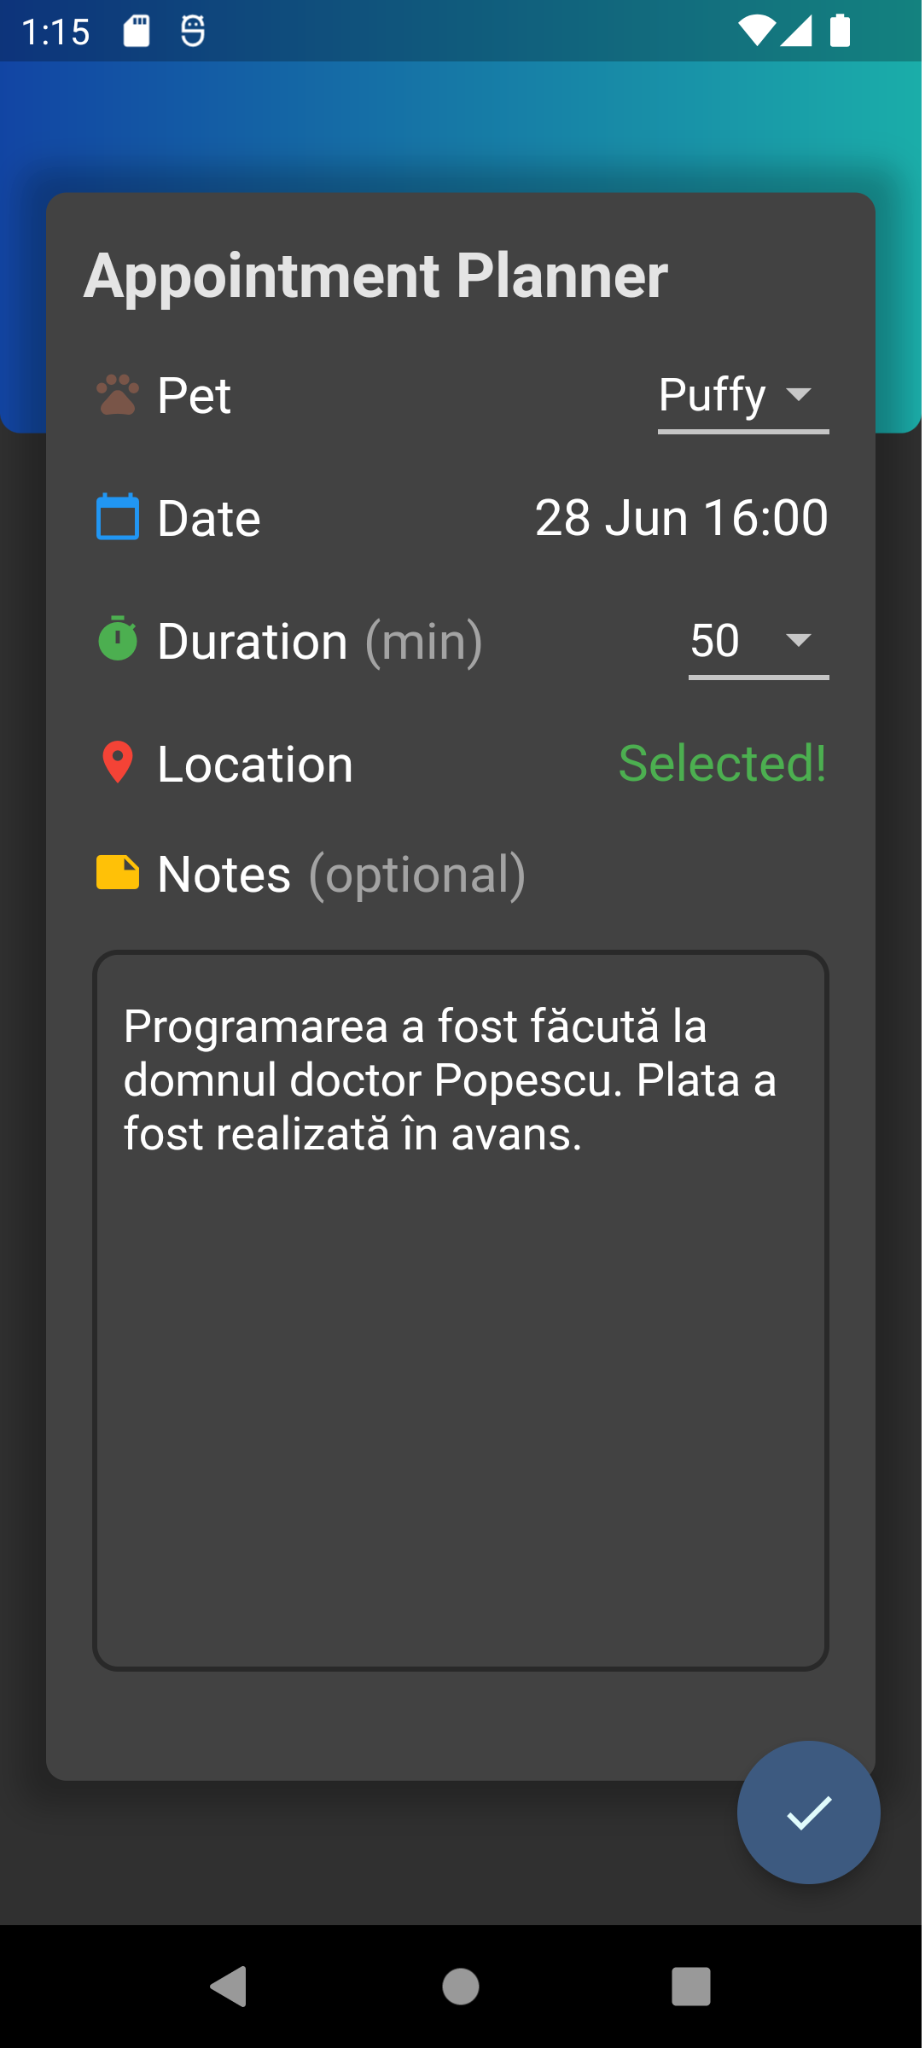 1:15
Appointment Planner
Pet Puffy
Date 28 Jun 16:00
Duration (min) 50
Location Selected!
Notes (optional)
Programarea a fost făcută la
domnul doctor Popescu. Plata a
fost realizată în avans.